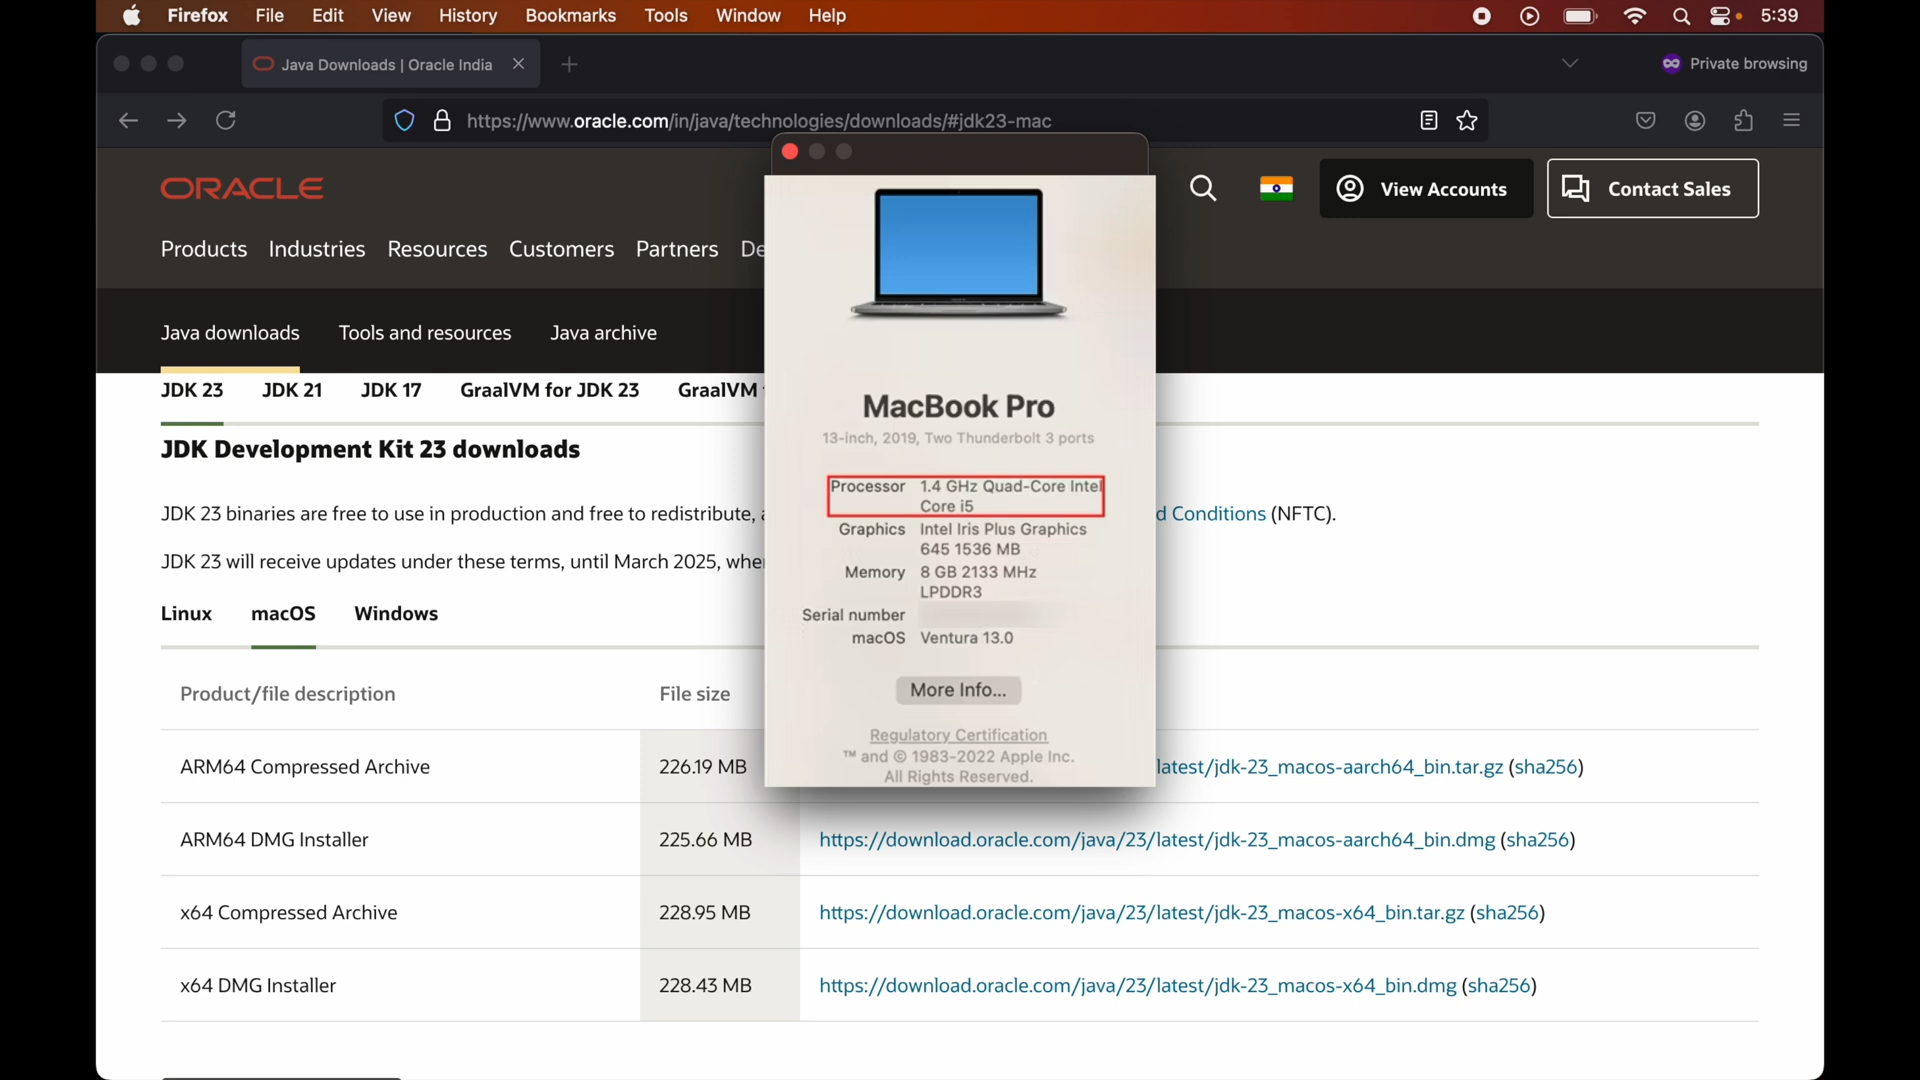 Firefox File Edit View History Bookmarks Tools Window Help 5:39
Java Downloads | Oracle India
Private browsing
https://www.oracle.com/in/java/technologies/downloads/#jdk23-mac
ORACLE
View Accounts
Contact Sales
Products Industries Resources Customers Partners De
Java downloads Tools and resources Java archive
JDK 23 JDK 21 JDK 17 GraalVM for JDK 23 GraalVM
JDK Development Kit 23 downloads
JDK 23 binaries are free to use in production and free to redistribute,
d Conditions (NFTC).
JDK 23 will receive updates under these terms, until March 2025, whe
Linux macOS Windows
Product/file description File size
ARM64 Compressed Archive 226.19 MB latest/jdk-23_macos-aarch64_bin.tar.gz (sha256)
ARM64 DMG Installer 225.66 MB https://download.oracle.com/java/23/latest/jdk-23_macos-aarch64_bin.dmg (sha256)
x64 Compressed Archive 228.95 MB https://download.oracle.com/java/23/latest/jdk-23_macos-x64_bin.tar.gz (sha256)
x64 DMG Installer 228.43 MB https://download.oracle.com/java/23/latest/jdk-23_macos-x64_bin.dmg (sha256)
MacBook Pro
13-inch, 2019, Two Thunderbolt 3 ports
Processor 1.4 GHz Quad-Core Intel
Core i5
Graphics Intel Iris Plus Graphics
645 1536 MB
Memory 8 GB 2133 MHz
LPDDR3
Serial number
macOS Ventura 13.0
More Info...
Regulatory Certification
™ and © 1983-2022 Apple Inc.
All Rights Reserved.